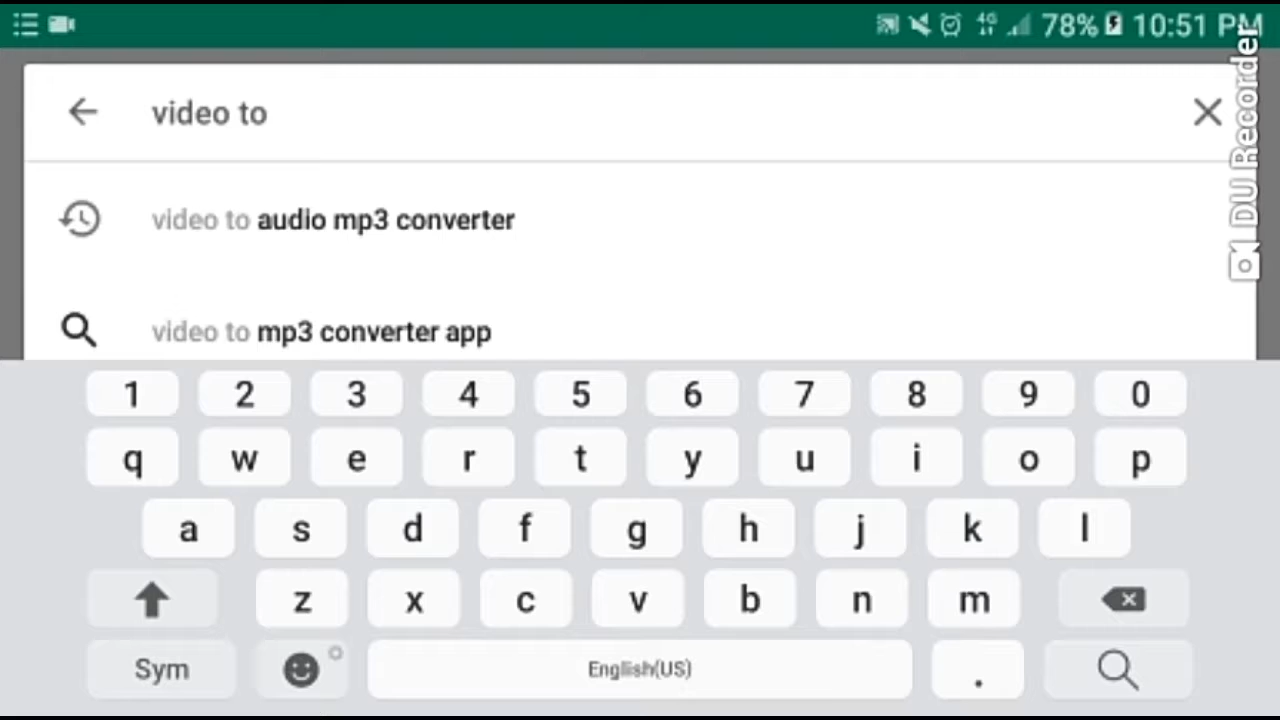 4G 78% 10:51 PM
DU Recorder
video to
video to audio mp3 converter
video to mp3 converter app
1 2 3 4 5 6 7 8 9 0
q w e r t y u i o p
a s d f g h j k l
z x c v b n m
Sym English(US) .